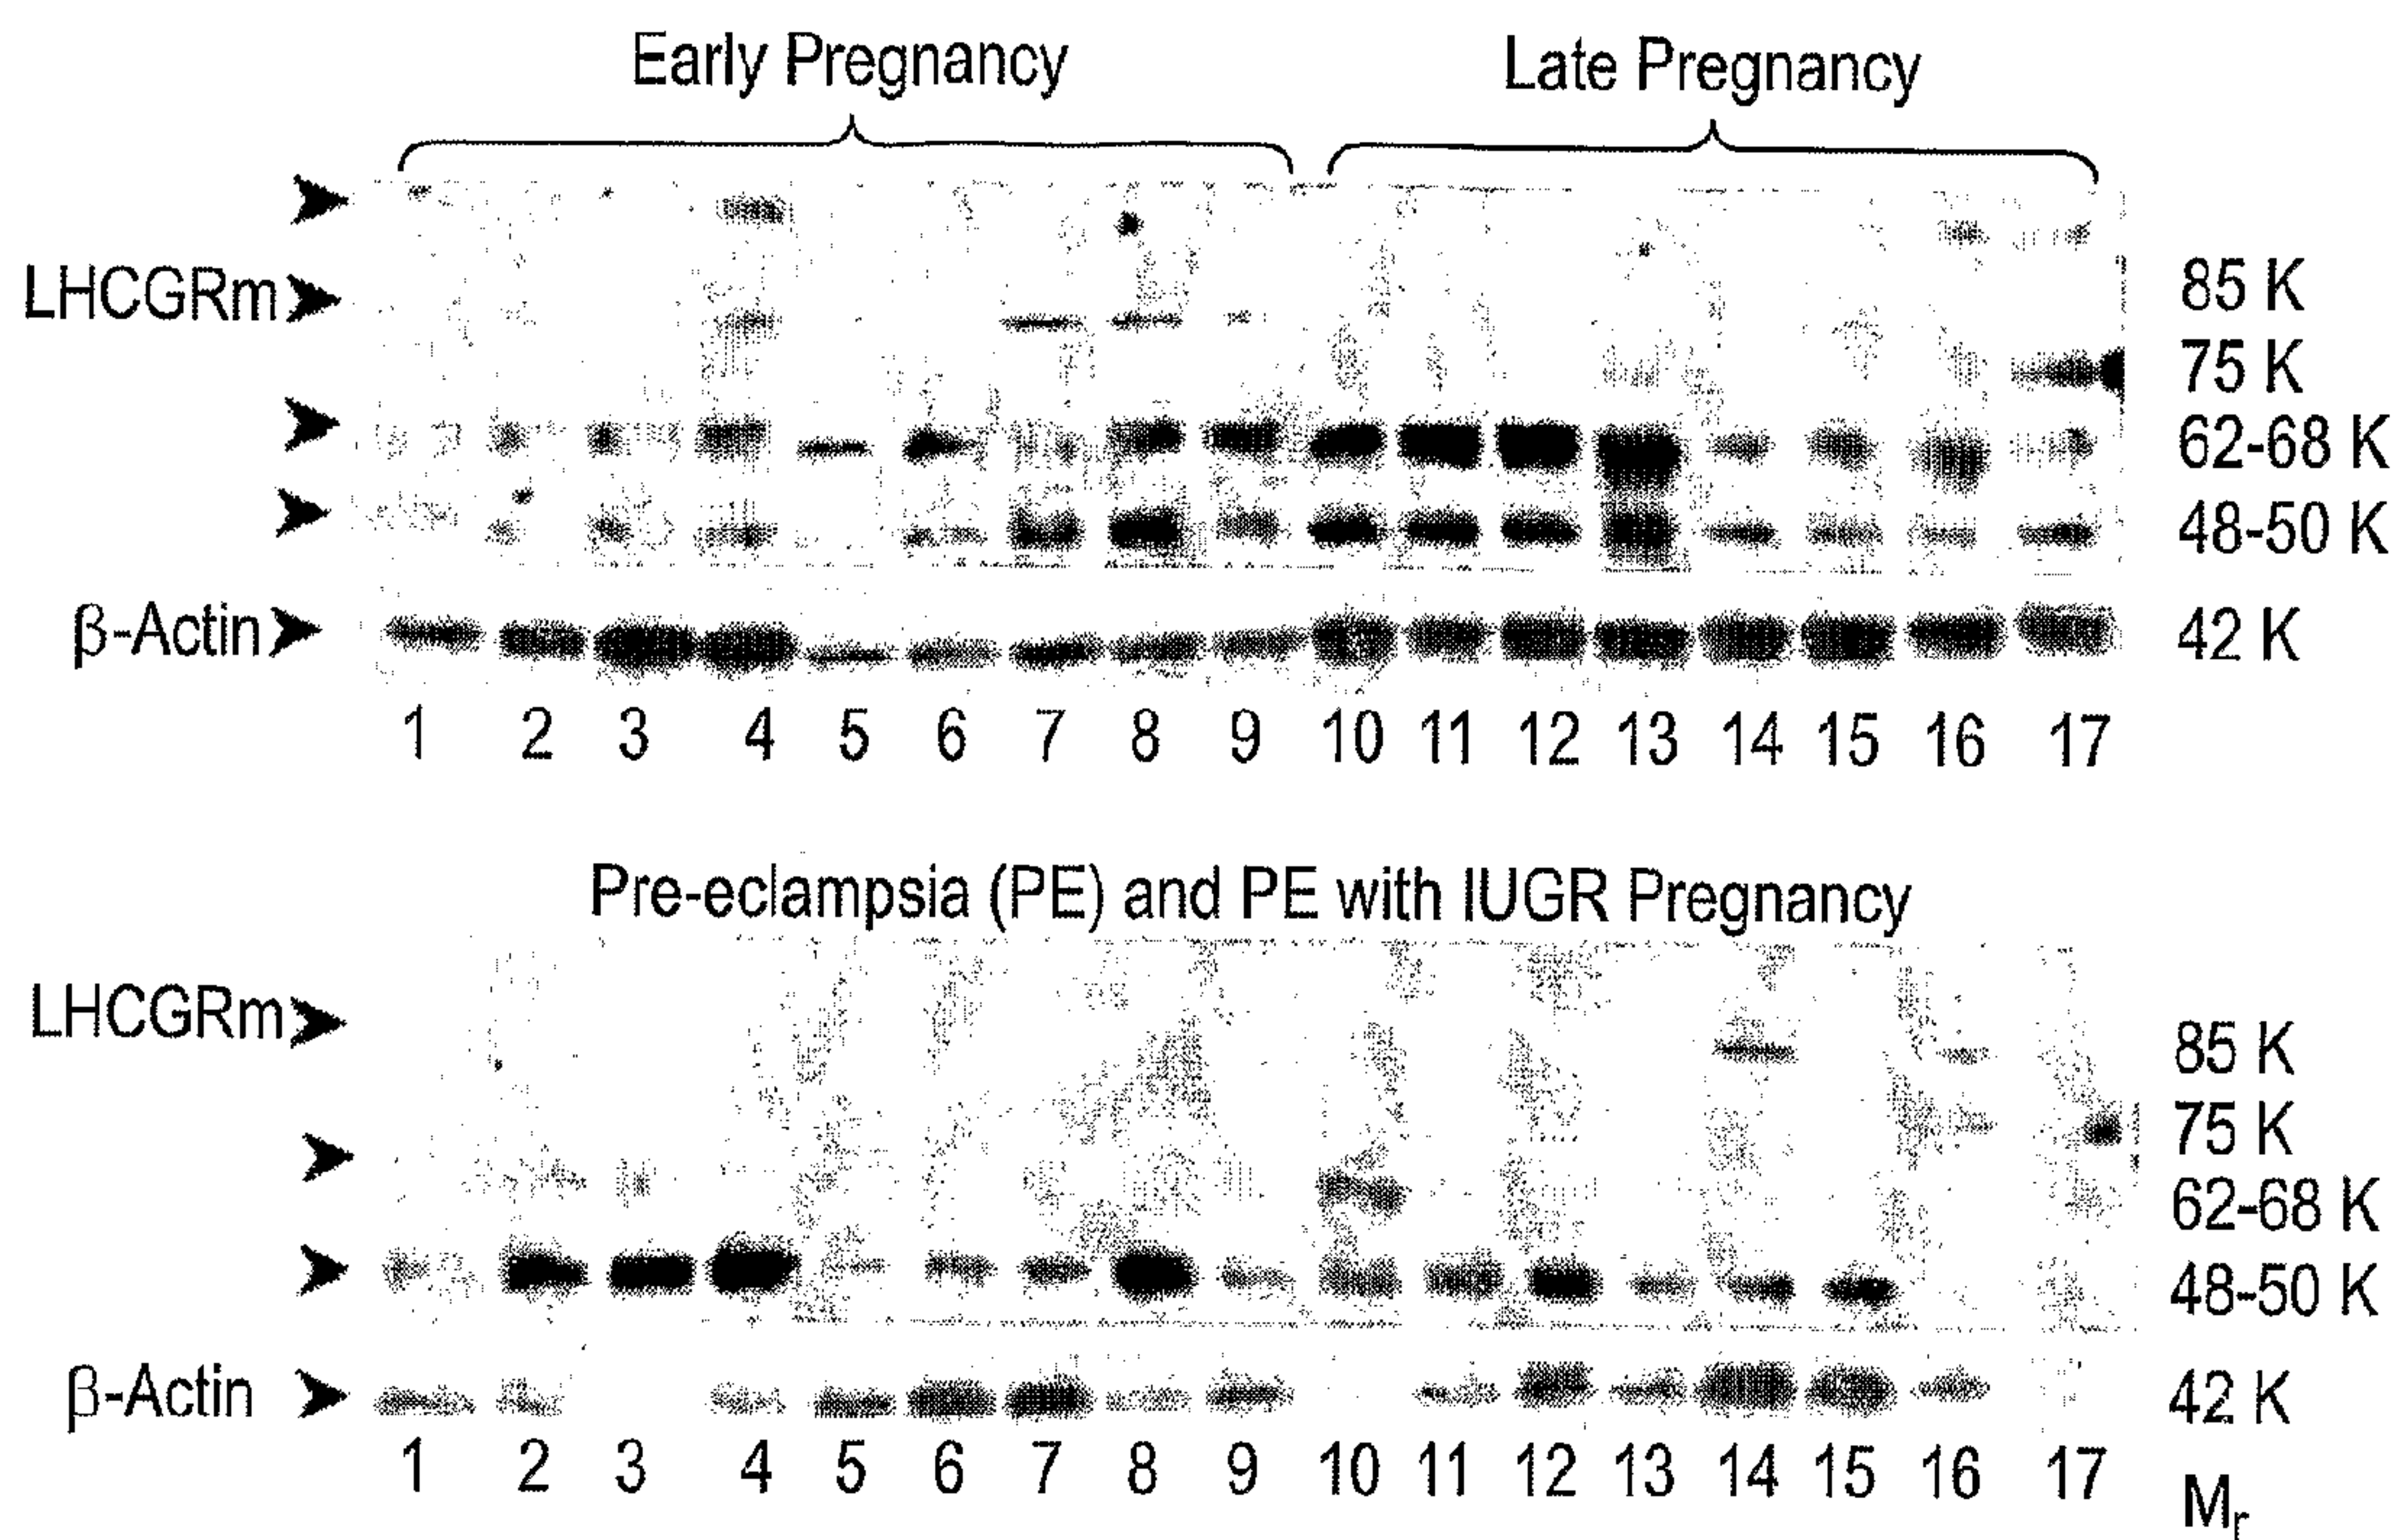 Early Pregnancy Late Pregnancy
LHCGRm 85 K
75 K
62-68 K
48-50 K
β-Actin 42 K
1 2 3 4 5 6 7 8 9 10 11 12 13 14 15 16 17
Pre-eclampsia (PE) and PE with IUGR Pregnancy
LHCGRm 85 K
75 K
62-68 K
48-50 K
β-Actin 42 K
1 2 3 4 5 6 7 8 9 10 11 12 13 14 15 16 17 Mr